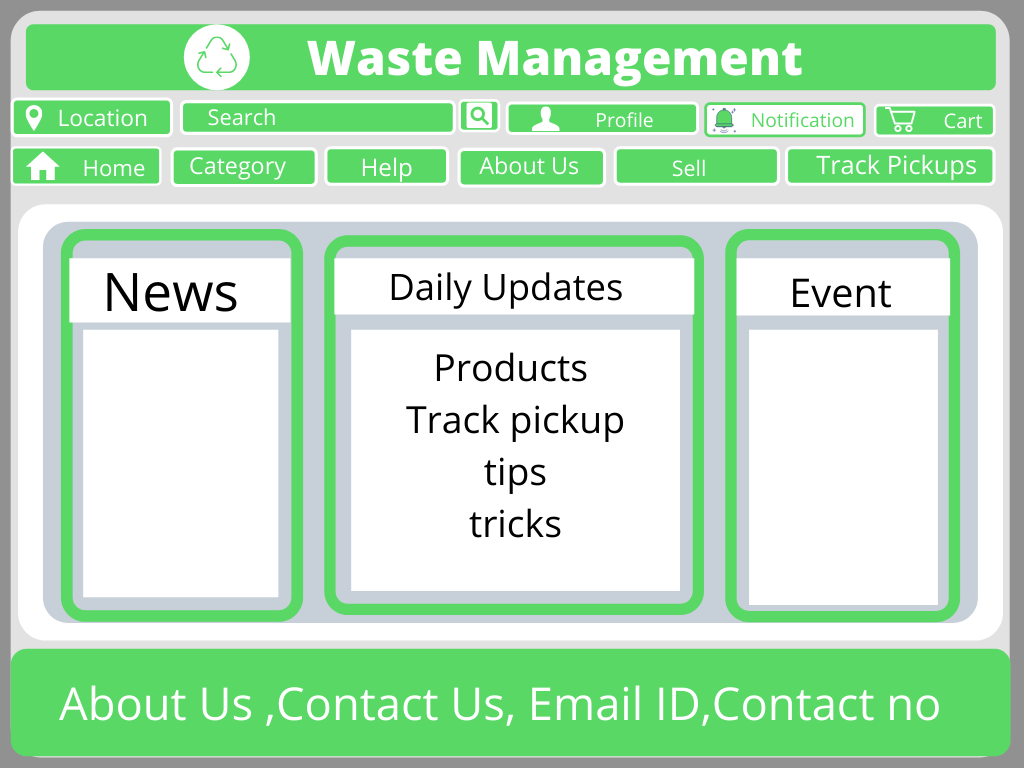 Waste Management
Location
Search
Profile
Notification
Cart
Home
Category
Help
About Us
Sell
Track Pickups
News
Daily Updates
Products
Track pickup
tips
tricks
Event
About Us ,Contact Us, Email ID,Contact no